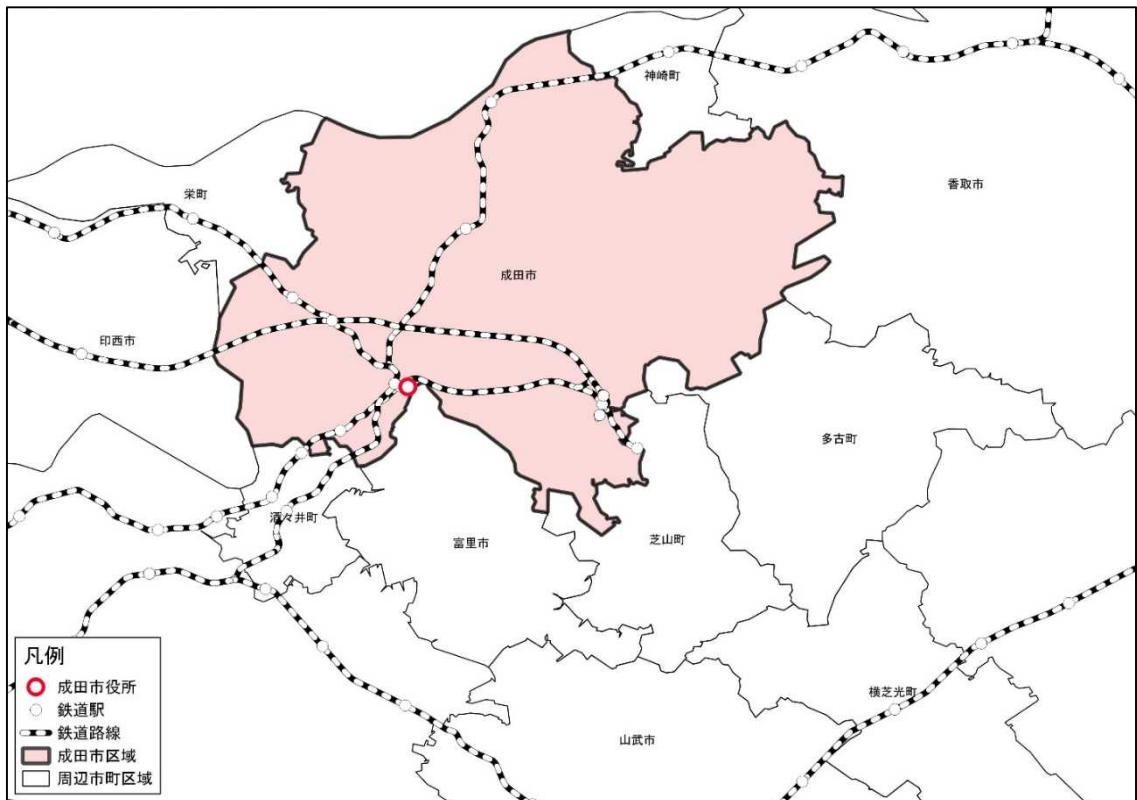 神崎町
香取市
栄町
成田市
印西市
多古町
酒々井町
富里市
芝山町
横芝光町
山武市
凡例
成田市役所
鉄道駅
鉄道路線
成田市区域
周辺市町区域